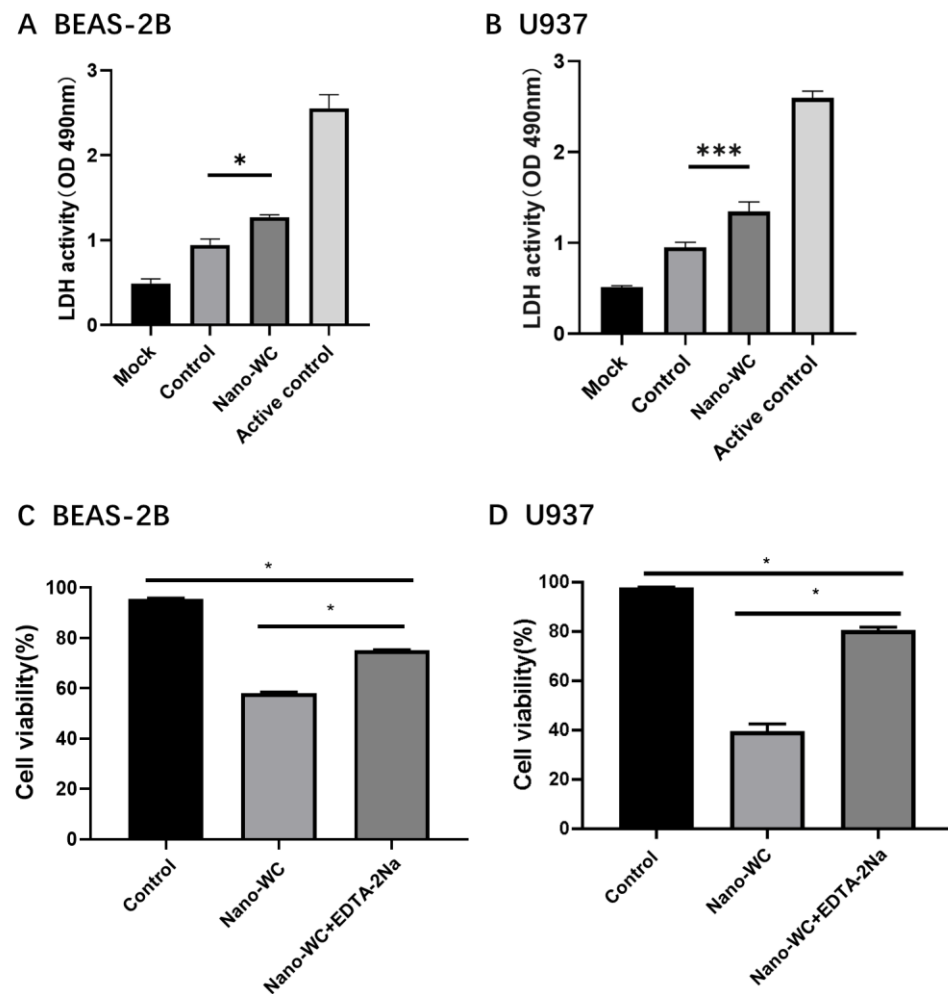 A BEAS-2B
LDH activity（OD 490nm）
3
2
1
0
*
Mock
Control
Nano-WC
Active control
B U937
LDH activity（OD 490nm）
3
2
1
0
***
Mock
Control
Nano-WC
Active control
C BEAS-2B
Cell viability(%)
100
80
60
40
20
0
*
*
Control
Nano-WC
Nano-WC+EDTA-2Na
D U937
Cell viability(%)
100
80
60
40
20
0
*
*
Control
Nano-WC
Nano-WC+EDTA-2Na